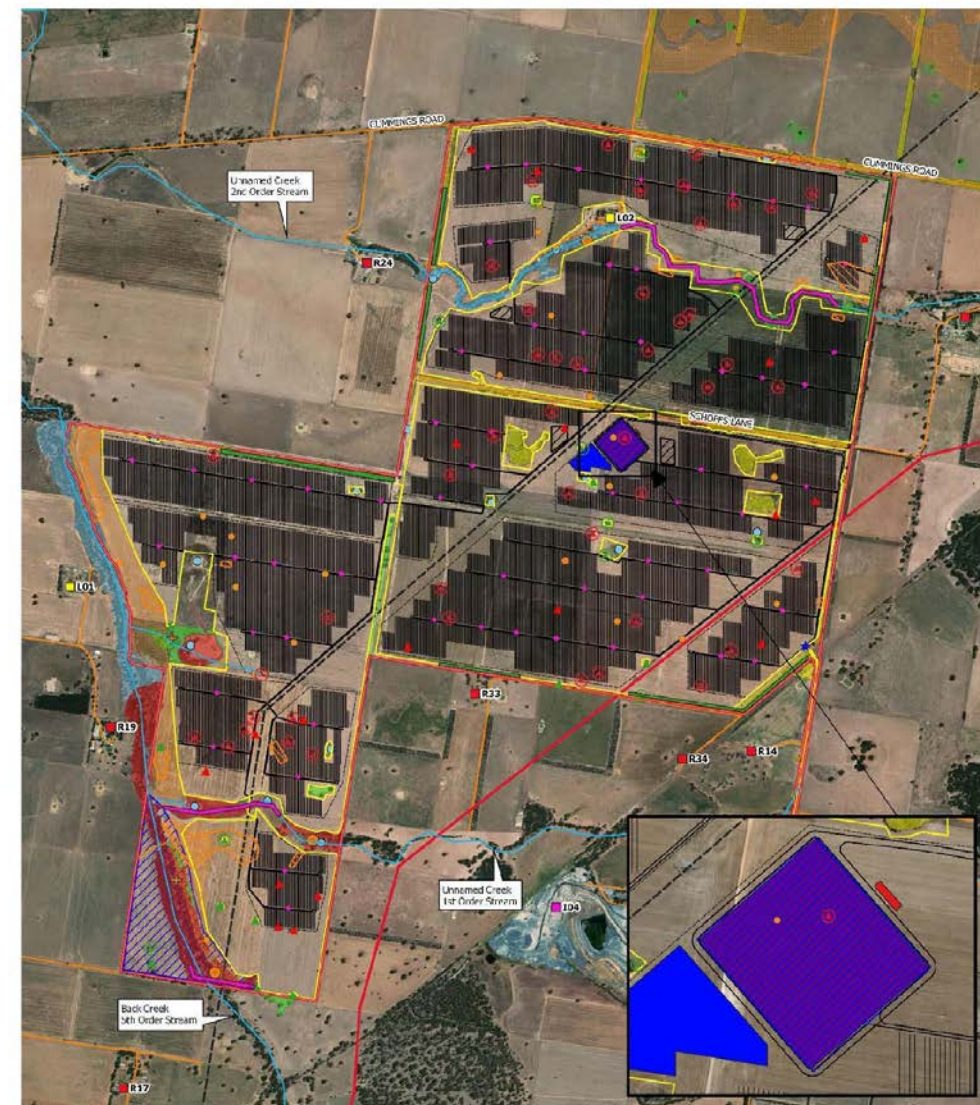 CUMMINGS ROAD
CUMMINGS ROAD
Unnamed Creek
2nd Order Stream
L02
R24
SCHOFFS LANE
L01
R33
R19
R34
R14
Unnamed Creek
1st Order Stream
I04
Back Creek
5th Order Stream
R17